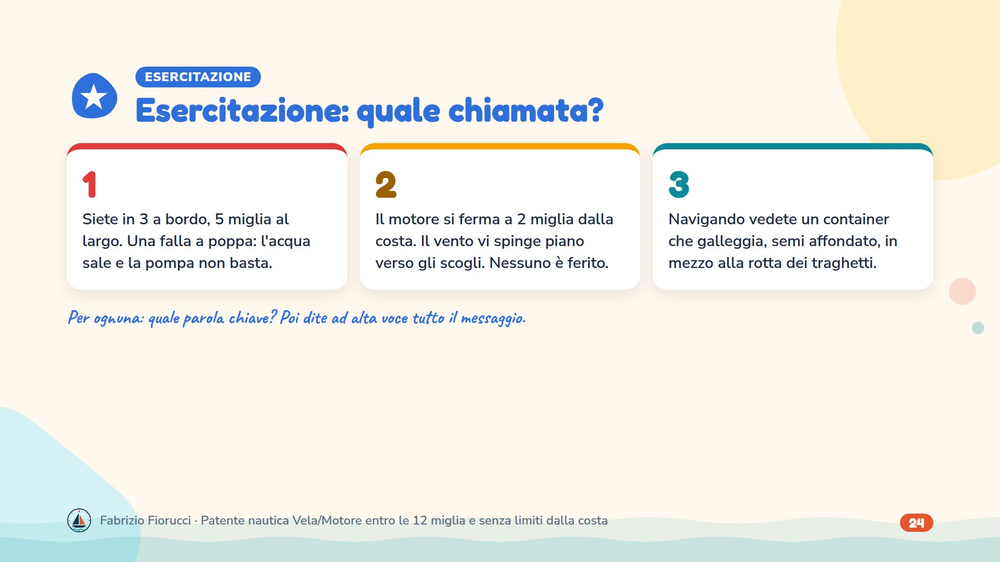 ESERCITAZIONE
Esercitazione: quale chiamata?
1
Siete in 3 a bordo, 5 miglia al
largo. Una falla a poppa: l'acqua
sale e la pompa non basta.
2
Il motore si ferma a 2 miglia dalla
costa. Il vento vi spinge piano
verso gli scogli. Nessuno è ferito.
3
Navigando vedete un container
che galleggia, semi affondato, in
mezzo alla rotta dei traghetti.
Per ognuna: quale parola chiave? Poi dite ad alta voce tutto il messaggio.
Fabrizio Fiorucci · Patente nautica Vela/Motore entro le 12 miglia e senza limiti dalla costa
24